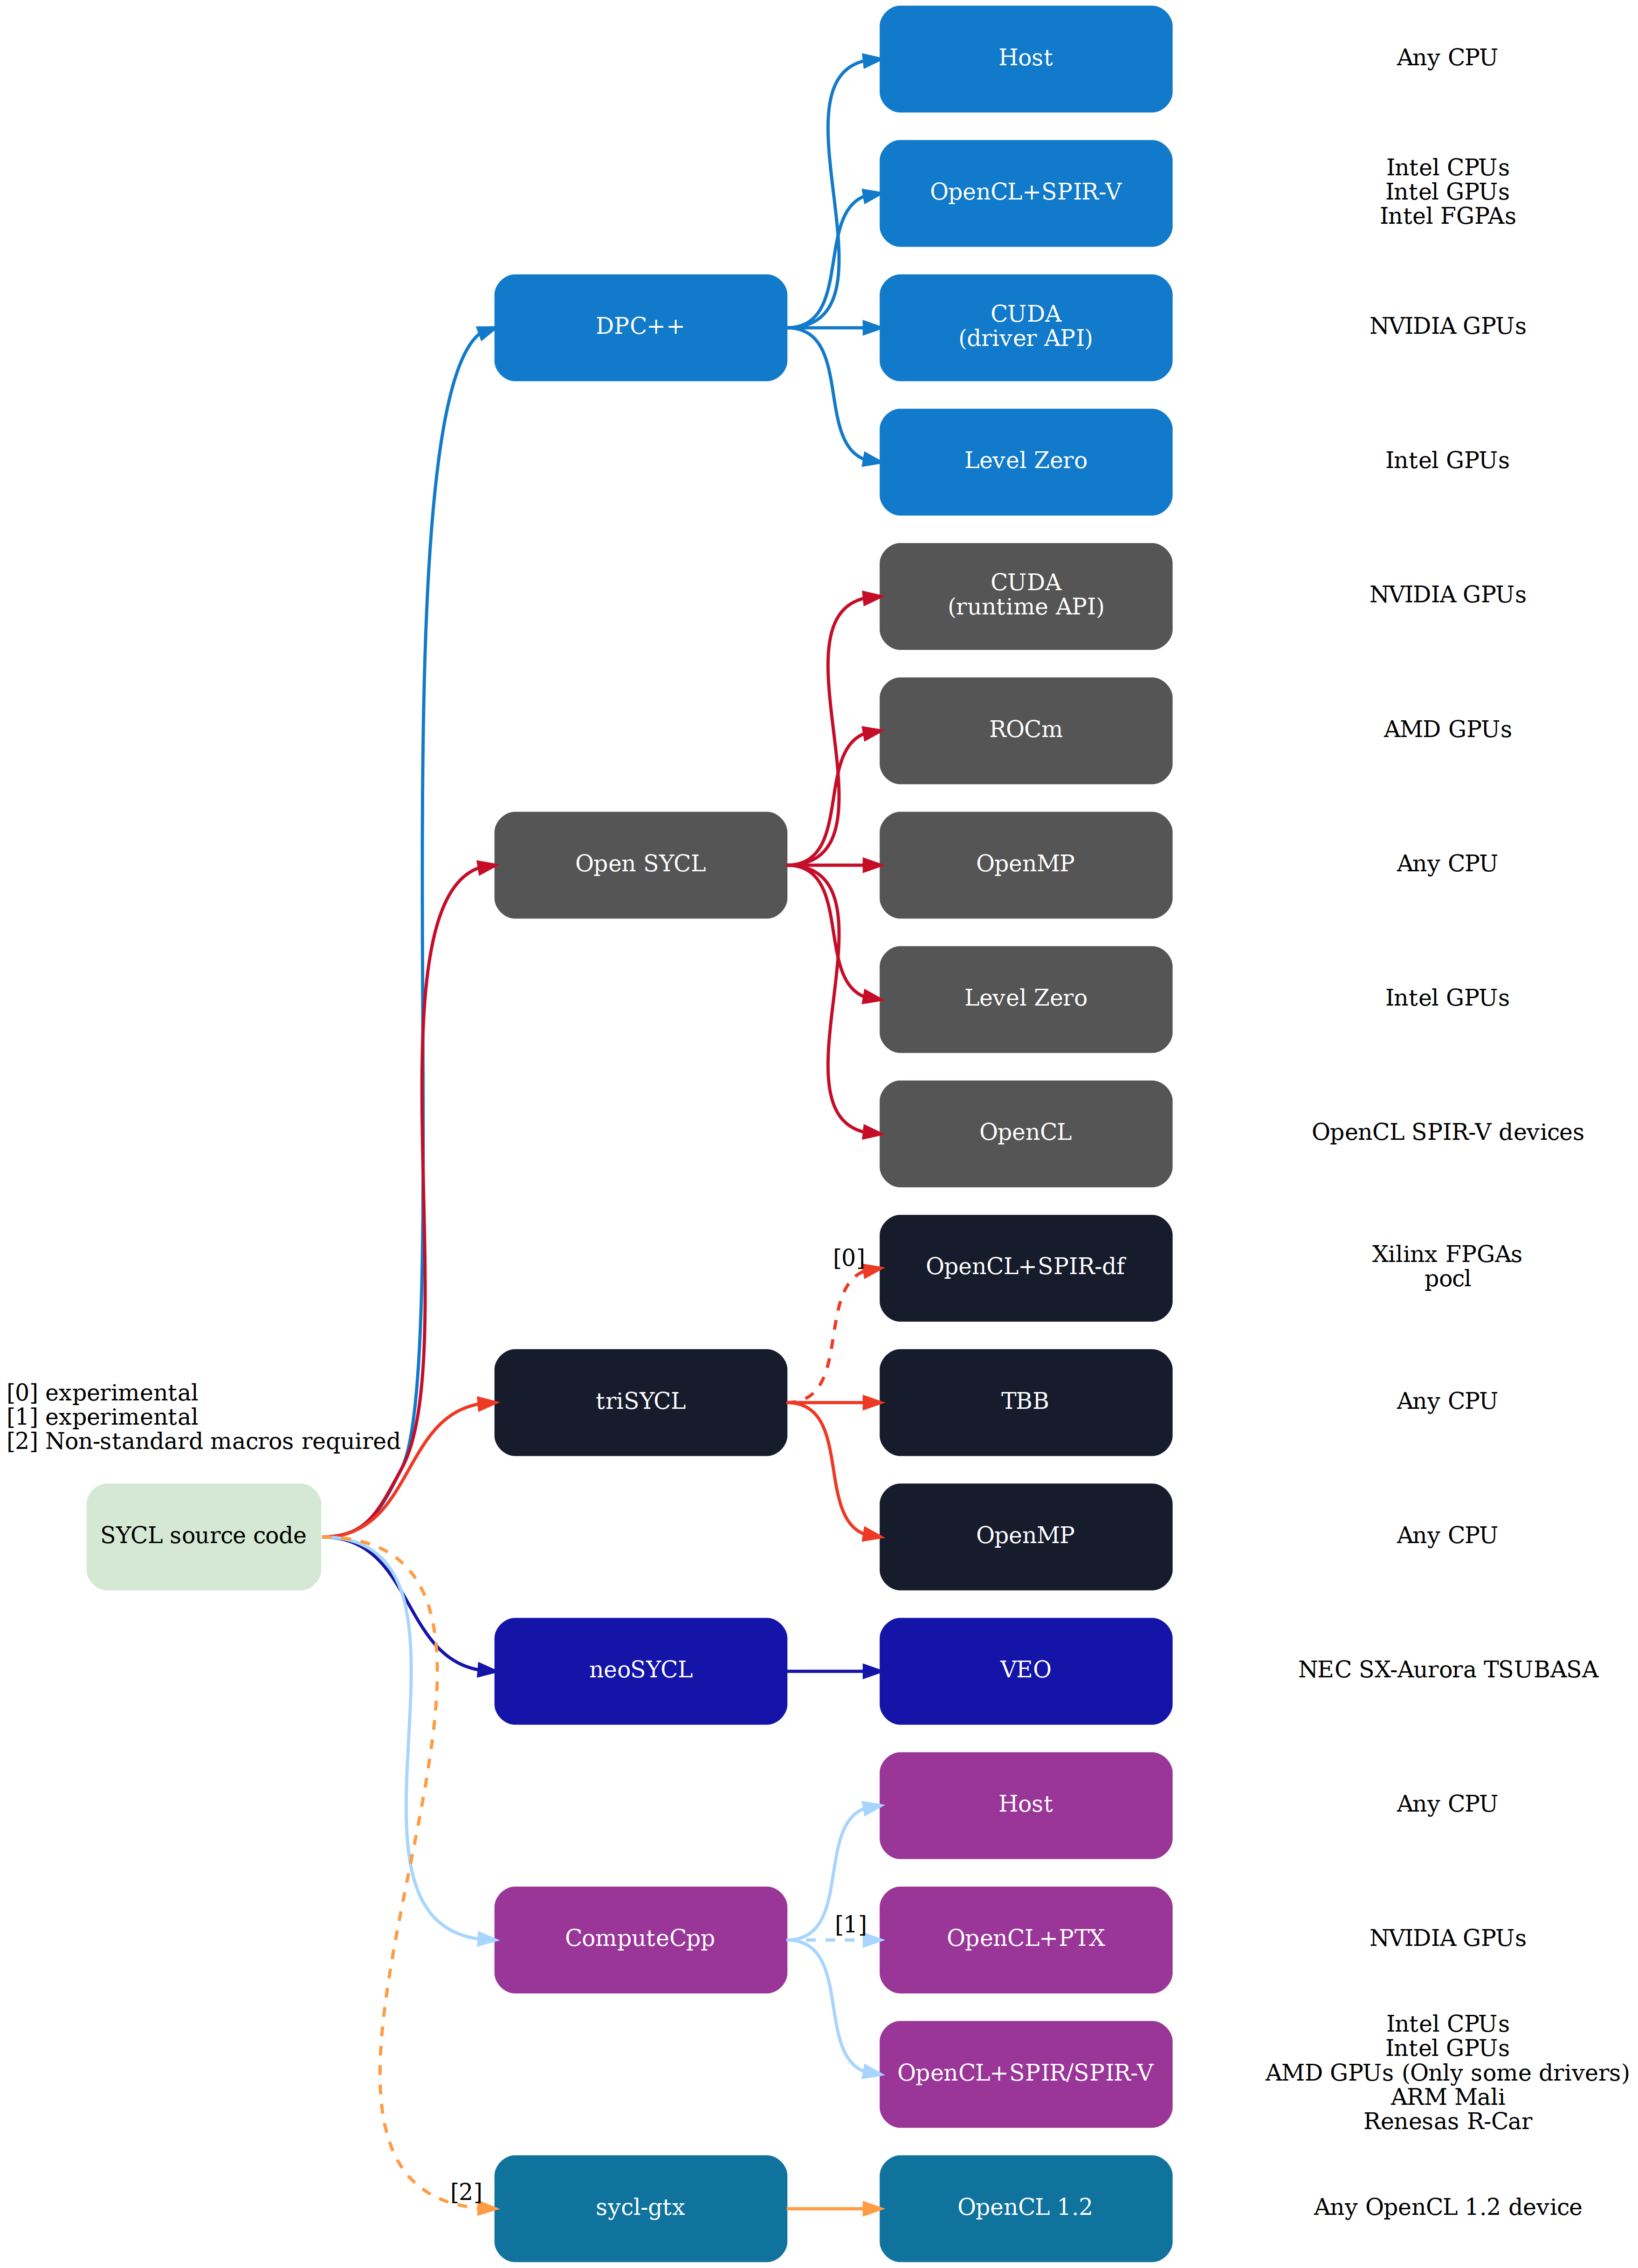 Host
Any CPU
OpenCL+SPIR-V
Intel CPUs
Intel GPUs
Intel FGPAs
DPC++
CUDA
(driver API)
NVIDIA GPUs
Level Zero
Intel GPUs
CUDA
(runtime API)
NVIDIA GPUs
ROCm
AMD GPUs
Open SYCL
OpenMP
Any CPU
Level Zero
Intel GPUs
OpenCL
OpenCL SPIR-V devices
[0]
OpenCL+SPIR-df
Xilinx FPGAs
pocl
[0] experimental
[1] experimental
[2] Non-standard macros required
triSYCL
TBB
Any CPU
SYCL source code
OpenMP
Any CPU
neoSYCL
VEO
NEC SX-Aurora TSUBASA
Host
Any CPU
ComputeCpp
[1]
OpenCL+PTX
NVIDIA GPUs
OpenCL+SPIR/SPIR-V
Intel CPUs
Intel GPUs
AMD GPUs (Only some drivers)
ARM Mali
Renesas R-Car
[2]
sycl-gtx
OpenCL 1.2
Any OpenCL 1.2 device